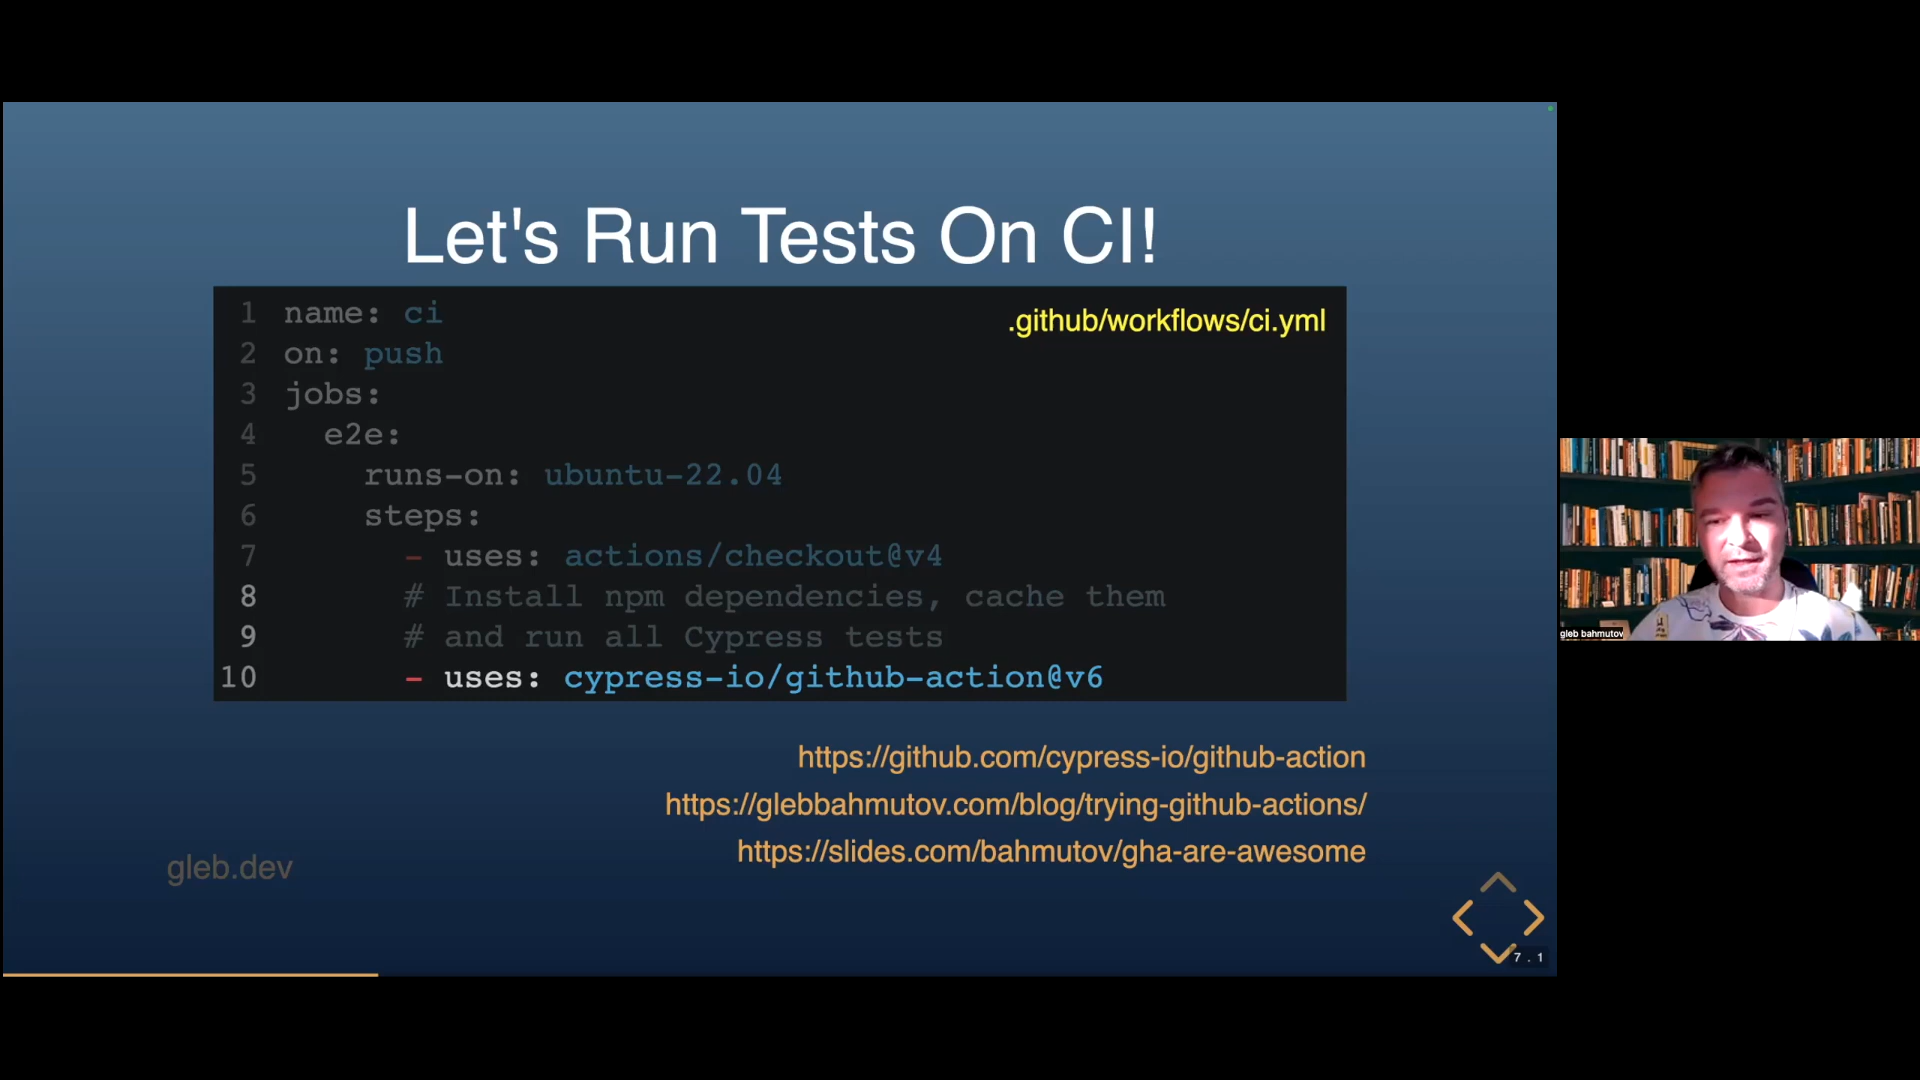 Let's Run Tests On CI!
.github/workflows/ci.yml
1 name: ci
2 on: push
3 jobs:
4 e2e:
5 runs-on: ubuntu-22.04
6 steps:
7 - uses: actions/checkout@v4
8 # Install npm dependencies, cache them
9 # and run all Cypress tests
10 - uses: cypress-io/github-action@v6
https://github.com/cypress-io/github-action
https://glebbahmutov.com/blog/trying-github-actions/
https://slides.com/bahmutov/gha-are-awesome
gleb.dev
7 . 1
gleb bahmutov